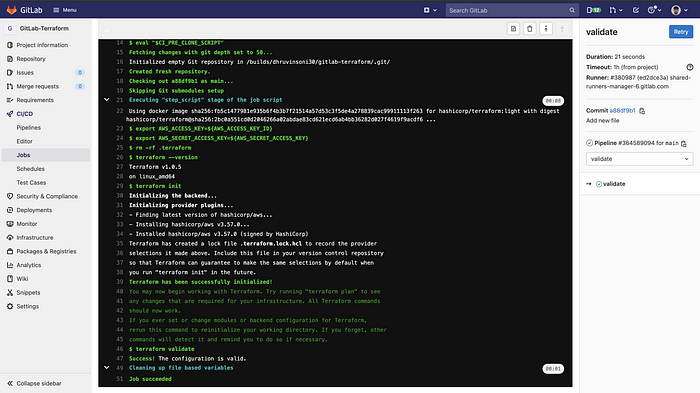 GitLab
Menu
Search GitLab
12
G GitLab-Terraform
Project information
Repository
Issues 0
Merge requests 0
Requirements
CI/CD
Pipelines
Editor
Jobs
Schedules
Test Cases
Security & Compliance
Deployments
Monitor
Infrastructure
Packages & Registries
Analytics
Wiki
Snippets
Settings
Collapse sidebar
14 $ eval "$CI_PRE_CLONE_SCRIPT"
15 Fetching changes with git depth set to 50...
16 Initialized empty Git repository in /builds/dhruvinsoni30/gitlab-terraform/.git/
17 Created fresh repository.
18 Checking out a88df9b1 as main...
19 Skipping Git submodules setup
21 Executing "step_script" stage of the job script 00:08
22 Using docker image
for hashicorp/terraform:light with digest
23 $ export AWS_ACCESS_KEY=${AWS_ACCESS_KEY_ID}
24 $ export AWS_SECRET_ACCESS_KEY=${AWS_SECRET_ACCESS_KEY}
25 $ rm -rf .terraform
26 $ terraform --version
27 Terraform v1.0.5
28 on linux_amd64
29 $ terraform init
30 Initializing the backend...
31 Initializing provider plugins...
32 - Finding latest version of hashicorp/aws...
33 - Installing hashicorp/aws v3.57.0...
34 - Installed hashicorp/aws v3.57.0 (signed by HashiCorp)
35 Terraform has created a lock file .terraform.lock.hcl to record the provider
36 selections it made above. Include this file in your version control repository
37 so that Terraform can guarantee to make the same selections by default when
38 you run "terraform init" in the future.
39 Terraform has been successfully initialized!
40 You may now begin working with Terraform. Try running "terraform plan" to see
41 any changes that are required for your infrastructure. All Terraform commands
42 should now work.
43 If you ever set or change modules or backend configuration for Terraform,
44 rerun this command to reinitialize your working directory. If you forget, other
45 commands will detect it and remind you to do so if necessary.
46 $ terraform validate
47 Success! The configuration is valid.
49 Cleaning up file based variables 00:01
51 Job succeeded
validate Retry
Duration: 21 seconds
Timeout: 1h (from project)
Runner: #380987 (ed2dce3a) shared-
runners-manager-6.gitlab.com
Commit a88df9b1
Add new file
Pipeline #364589094 for main
validate
→ validate